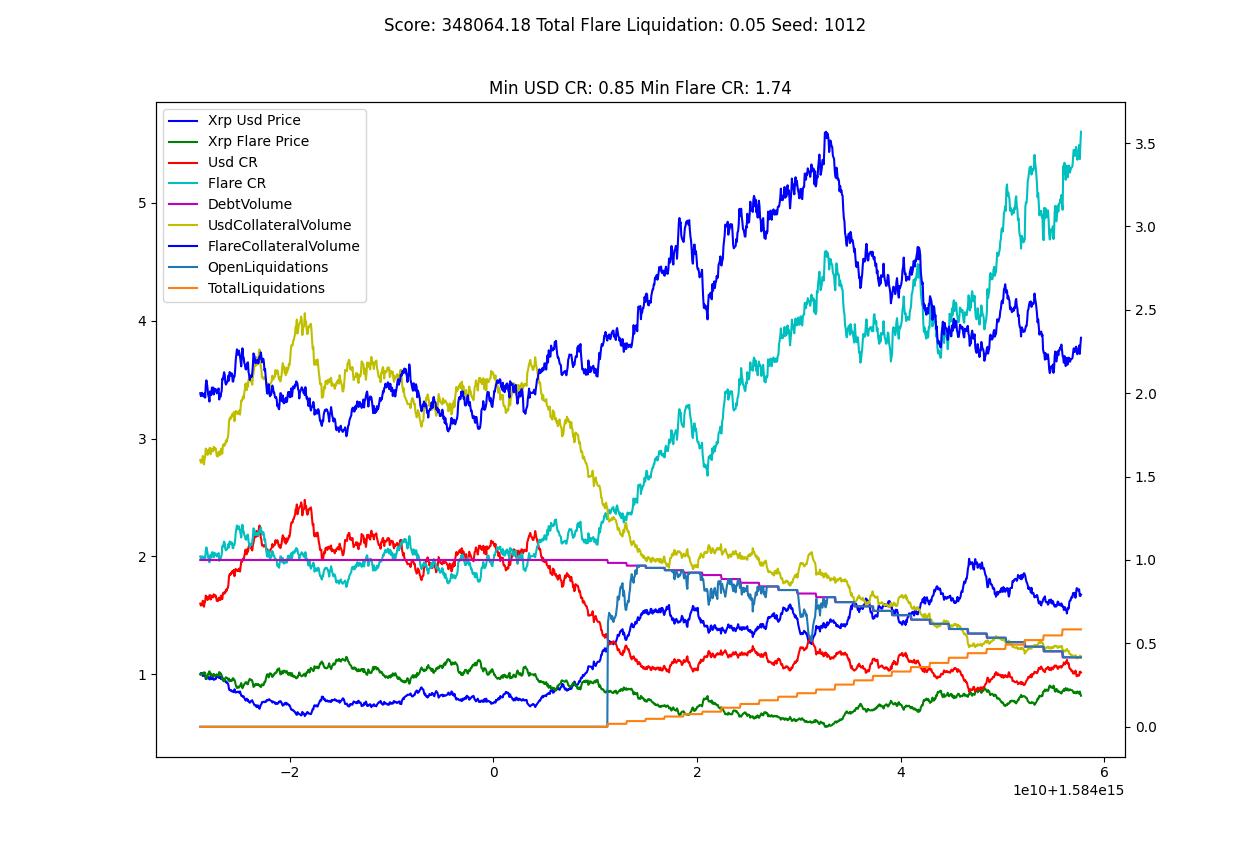 Score: 348064.18 Total Flare Liquidation: 0.05 Seed: 1012
Min USD CR: 0.85 Min Flare CR: 1.74
Xrp Usd Price
Xrp Flare Price
Usd CR
Flare CR
DebtVolume
UsdCollateralVolume
FlareCollateralVolume
OpenLiquidations
TotalLiquidations
5
4
3
2
1
3.5
3.0
2.5
2.0
1.5
1.0
0.5
0.0
−2 0 2 4 6
1e10+1.584e15